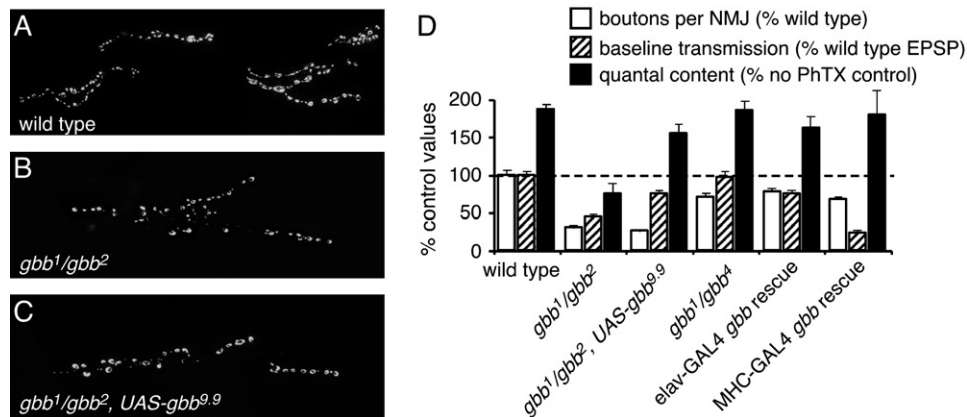 A
wild type
B
gbb¹/gbb²
C
gbb¹/gbb², UAS-gbb⁹·⁹
D
boutons per NMJ (% wild type)
baseline transmission (% wild type EPSP)
quantal content (% no PhTX control)
% control values
200
150
100
50
0
wild type
gbb¹/gbb²
gbb¹/gbb², UAS-gbb⁹·⁹
gbb¹/gbb⁴
elav-GAL4 gbb rescue
MHC-GAL4 gbb rescue